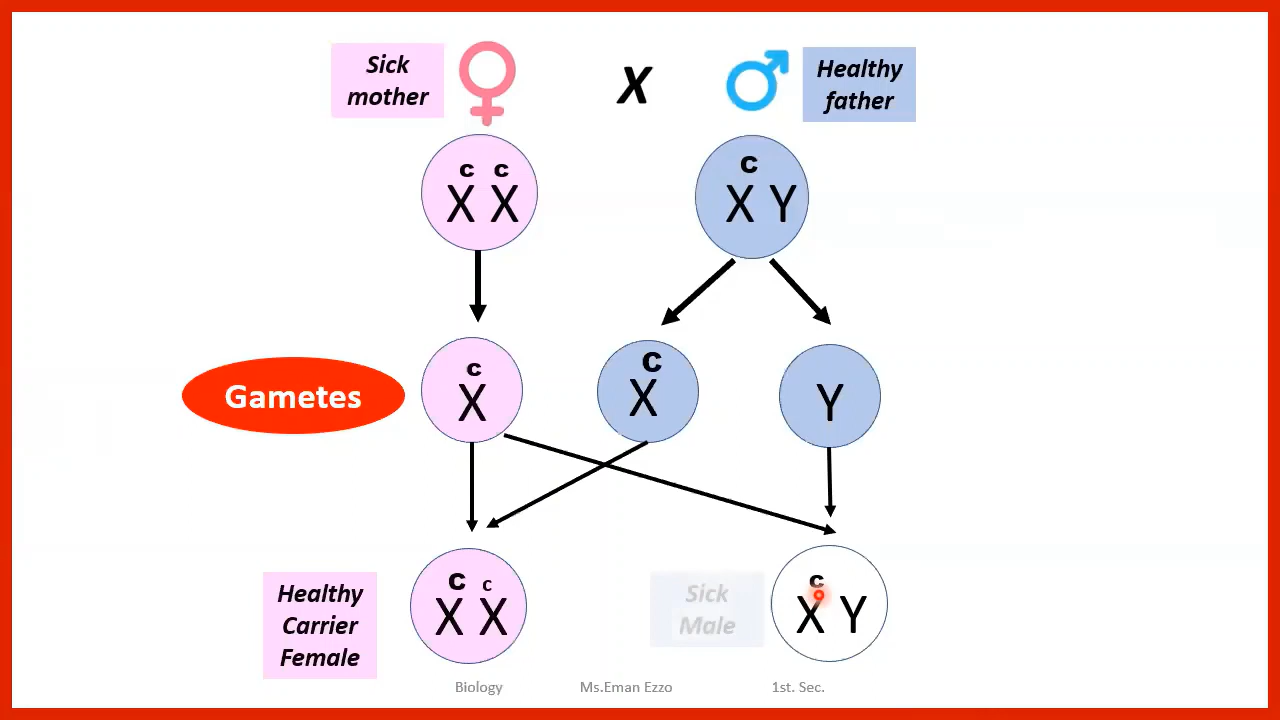 Sick
mother
X
Healthy
father
c c
X X
C
X Y
Gametes
c
X
C
X
Y
Healthy
Carrier
Female
C c
X X
Sick
Male
c
X Y
Biology
Ms.Eman Ezzo
1st. Sec.